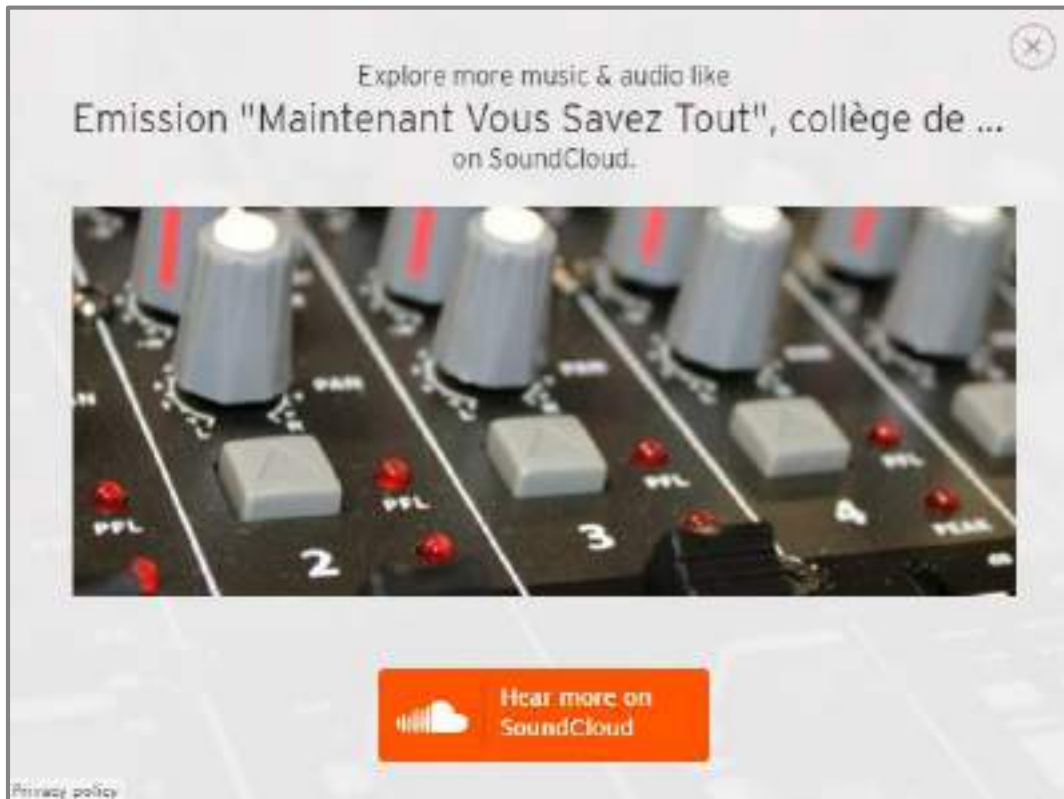 Explore more music & audio like
Emission "Maintenant Vous Savez Tout", collège de ...
on SoundCloud.
PAN
PAN
PFL
PFL
PFL
PFL
PEAK
2
3
4
L
R
Hear more on
SoundCloud
Privacy policy